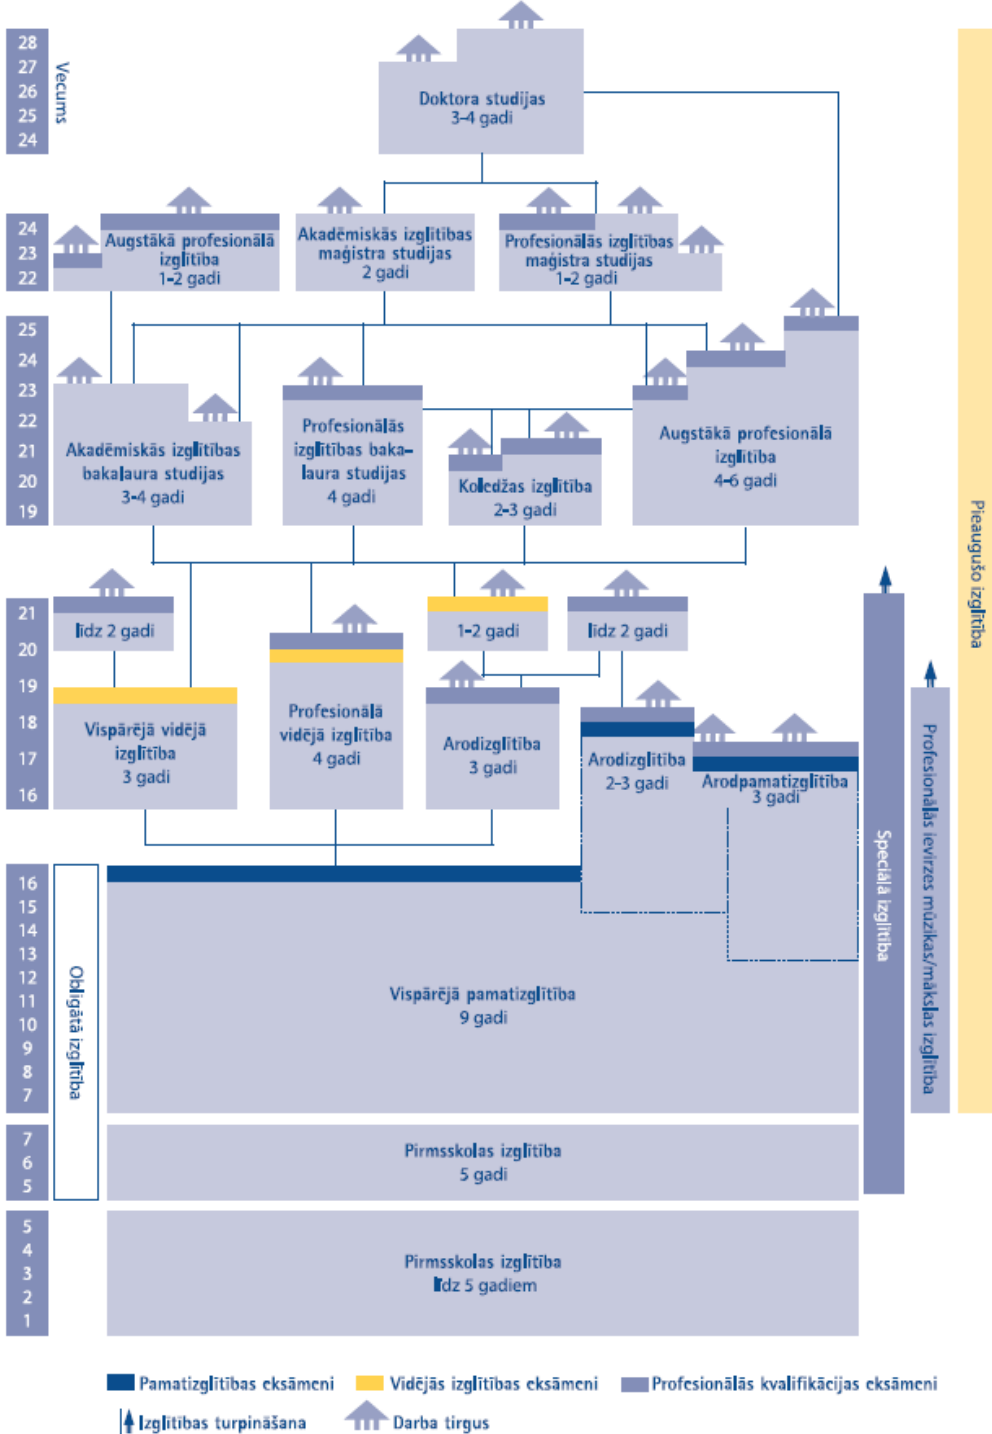 28
27
26
25
24
Vecums
Doktora studijas
3-4 gadi
24
23
22
Augstākā profesionālā
izglītība
1-2 gadi
Akadēmiskās izglītības
maģistra studijas
2 gadi
Profesionālās izglītības
maģistra studijas
1-2 gadi
25
24
23
22
21
20
19
Akadēmiskās izglītības
bakalaura studijas
3-4 gadi
Profesionālās
izglītības baka-
laura studijas
4 gadi
Koledžas izglītība
2-3 gadi
Augstākā profesionālā
izglītība
4-6 gadi
21
20
19
18
17
16
līdz 2 gadi
Vispārējā vidējā
izglītība
3 gadi
Profesionālā
vidējā izglītība
4 gadi
1-2 gadi
līdz 2 gadi
Arodizglītība
3 gadi
Arodizglītība
2-3 gadi
Arodpamatizglītība
3 gadi
16
15
14
13
12
11
10
9
8
7
Obligātā izglītība
Vispārējā pamatizglītība
9 gadi
7
6
5
Pirmsskolas izglītība
5 gadi
5
4
3
2
1
Pirmsskolas izglītība
līdz 5 gadiem
Speciālā izglītība
Profesionālās ievirzes mūzikas/mākslas izglītība
Pieaugušo izglītība
Pamatizglītības eksāmeni
Vidējās izglītības eksāmeni
Profesionālās kvalifikācijas eksāmeni
Izglītības turpināšana
Darba tirgus